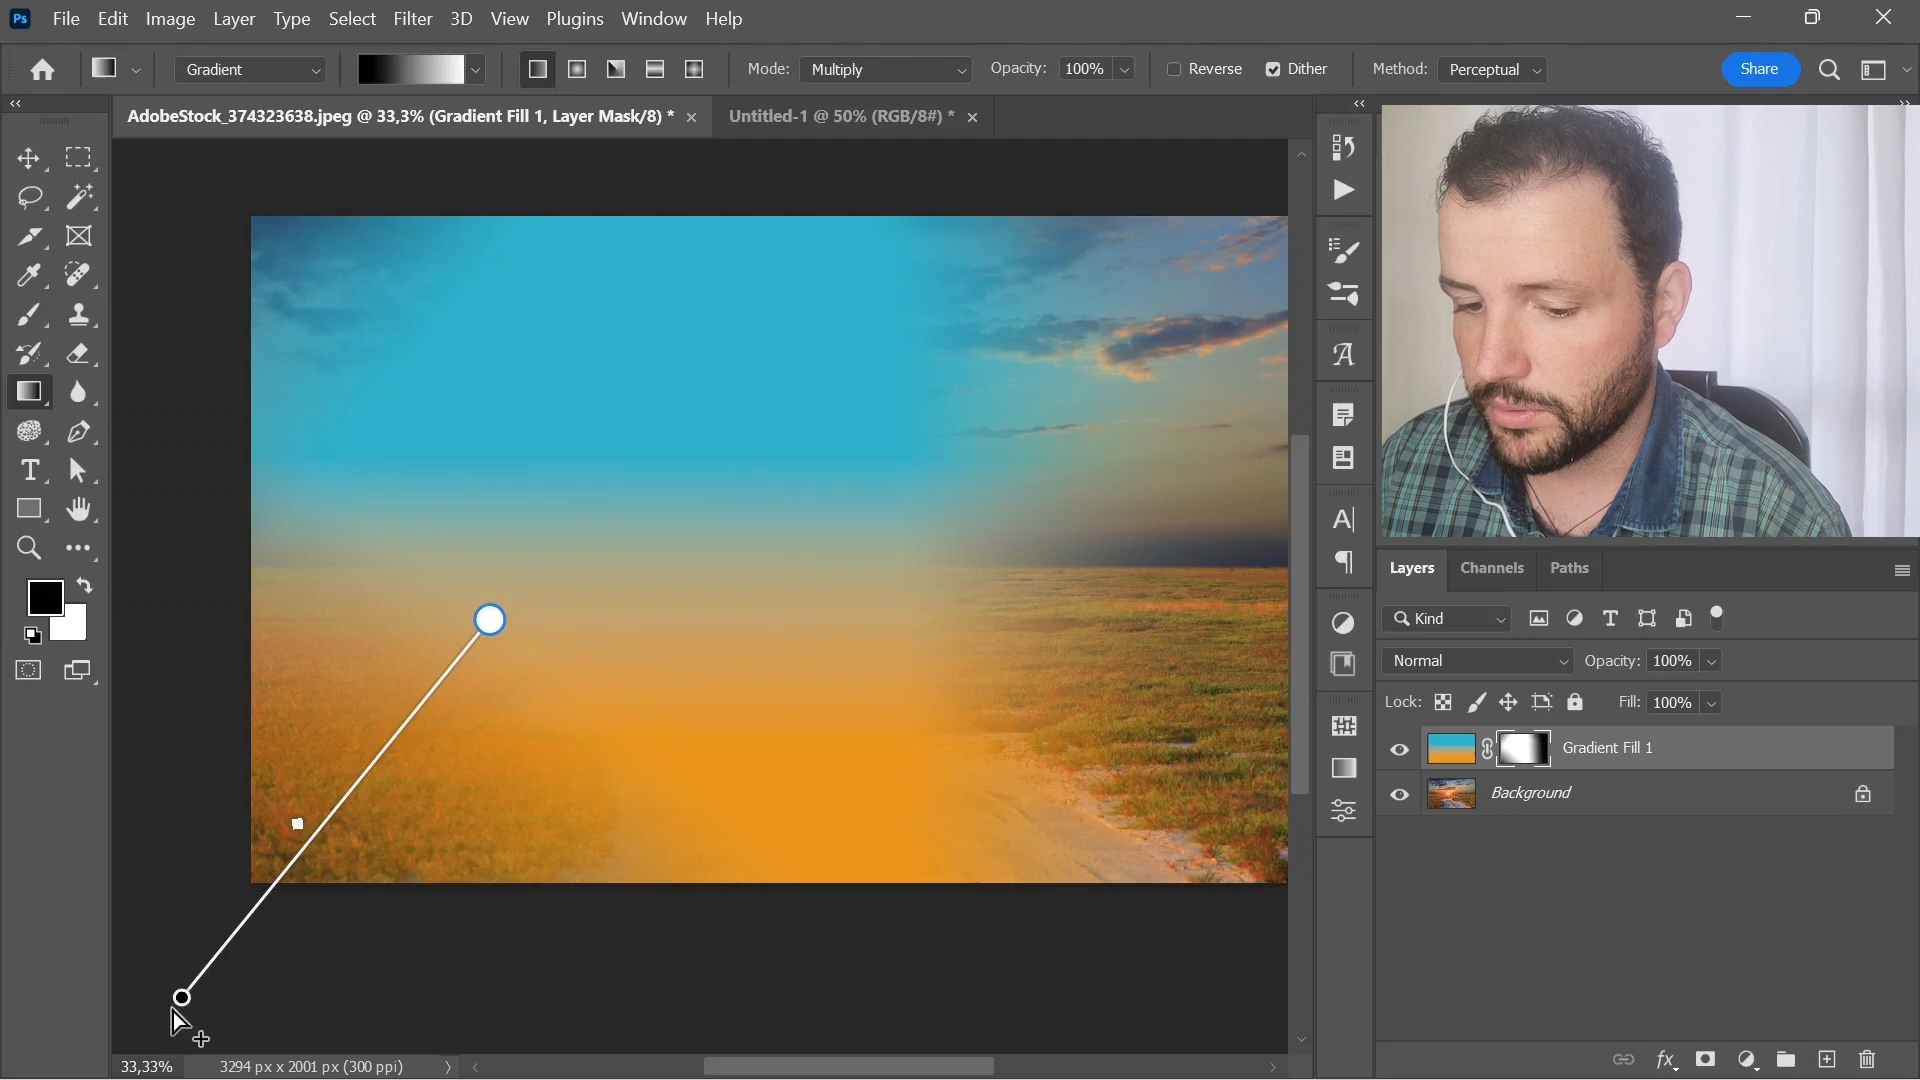 Ps File Edit Image Layer Type Select Filter 3D View Plugins Window Help
Gradient Mode: Multiply Opacity: 100% Reverse Dither Method: Perceptual Share
AdobeStock_374323638.jpeg @ 33,3% (Gradient Fill 1, Layer Mask/8) * Untitled-1 @ 50% (RGB/8#) *
Layers Channels Paths
Kind
Normal Opacity: 100%
Lock: Fill: 100%
Gradient Fill 1
Background
33,33% 3294 px x 2001 px (300 ppi)
fx